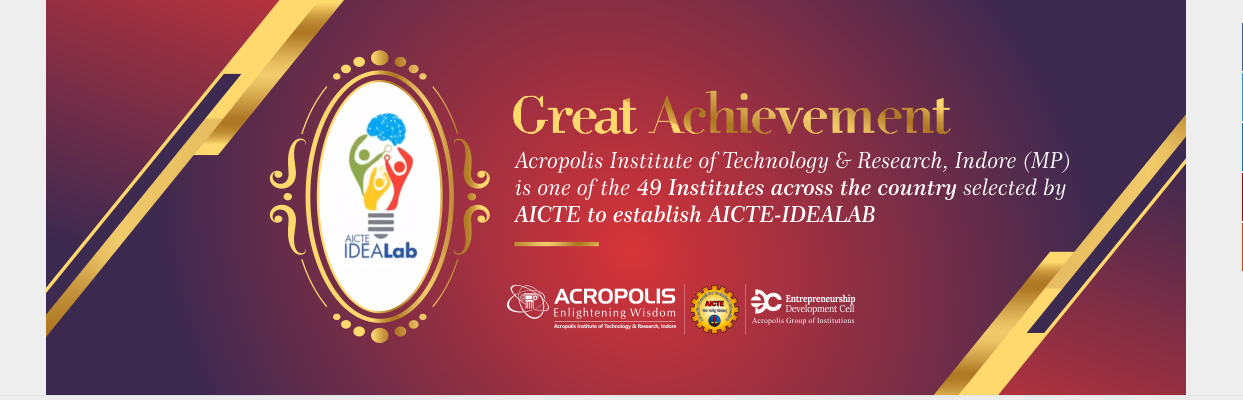 Great Achievement
Acropolis Institute of Technology & Research, Indore (MP)
is one of the 49 Institutes across the country selected by
AICTE to establish AICTE-IDEALAB
AICTE
IDEALab
ACROPOLIS
Enlightening Wisdom
Acropolis Institute of Technology & Research, Indore
AICTE
EDC
Entrepreneurship
Development Cell
Acropolis Group of Institutions